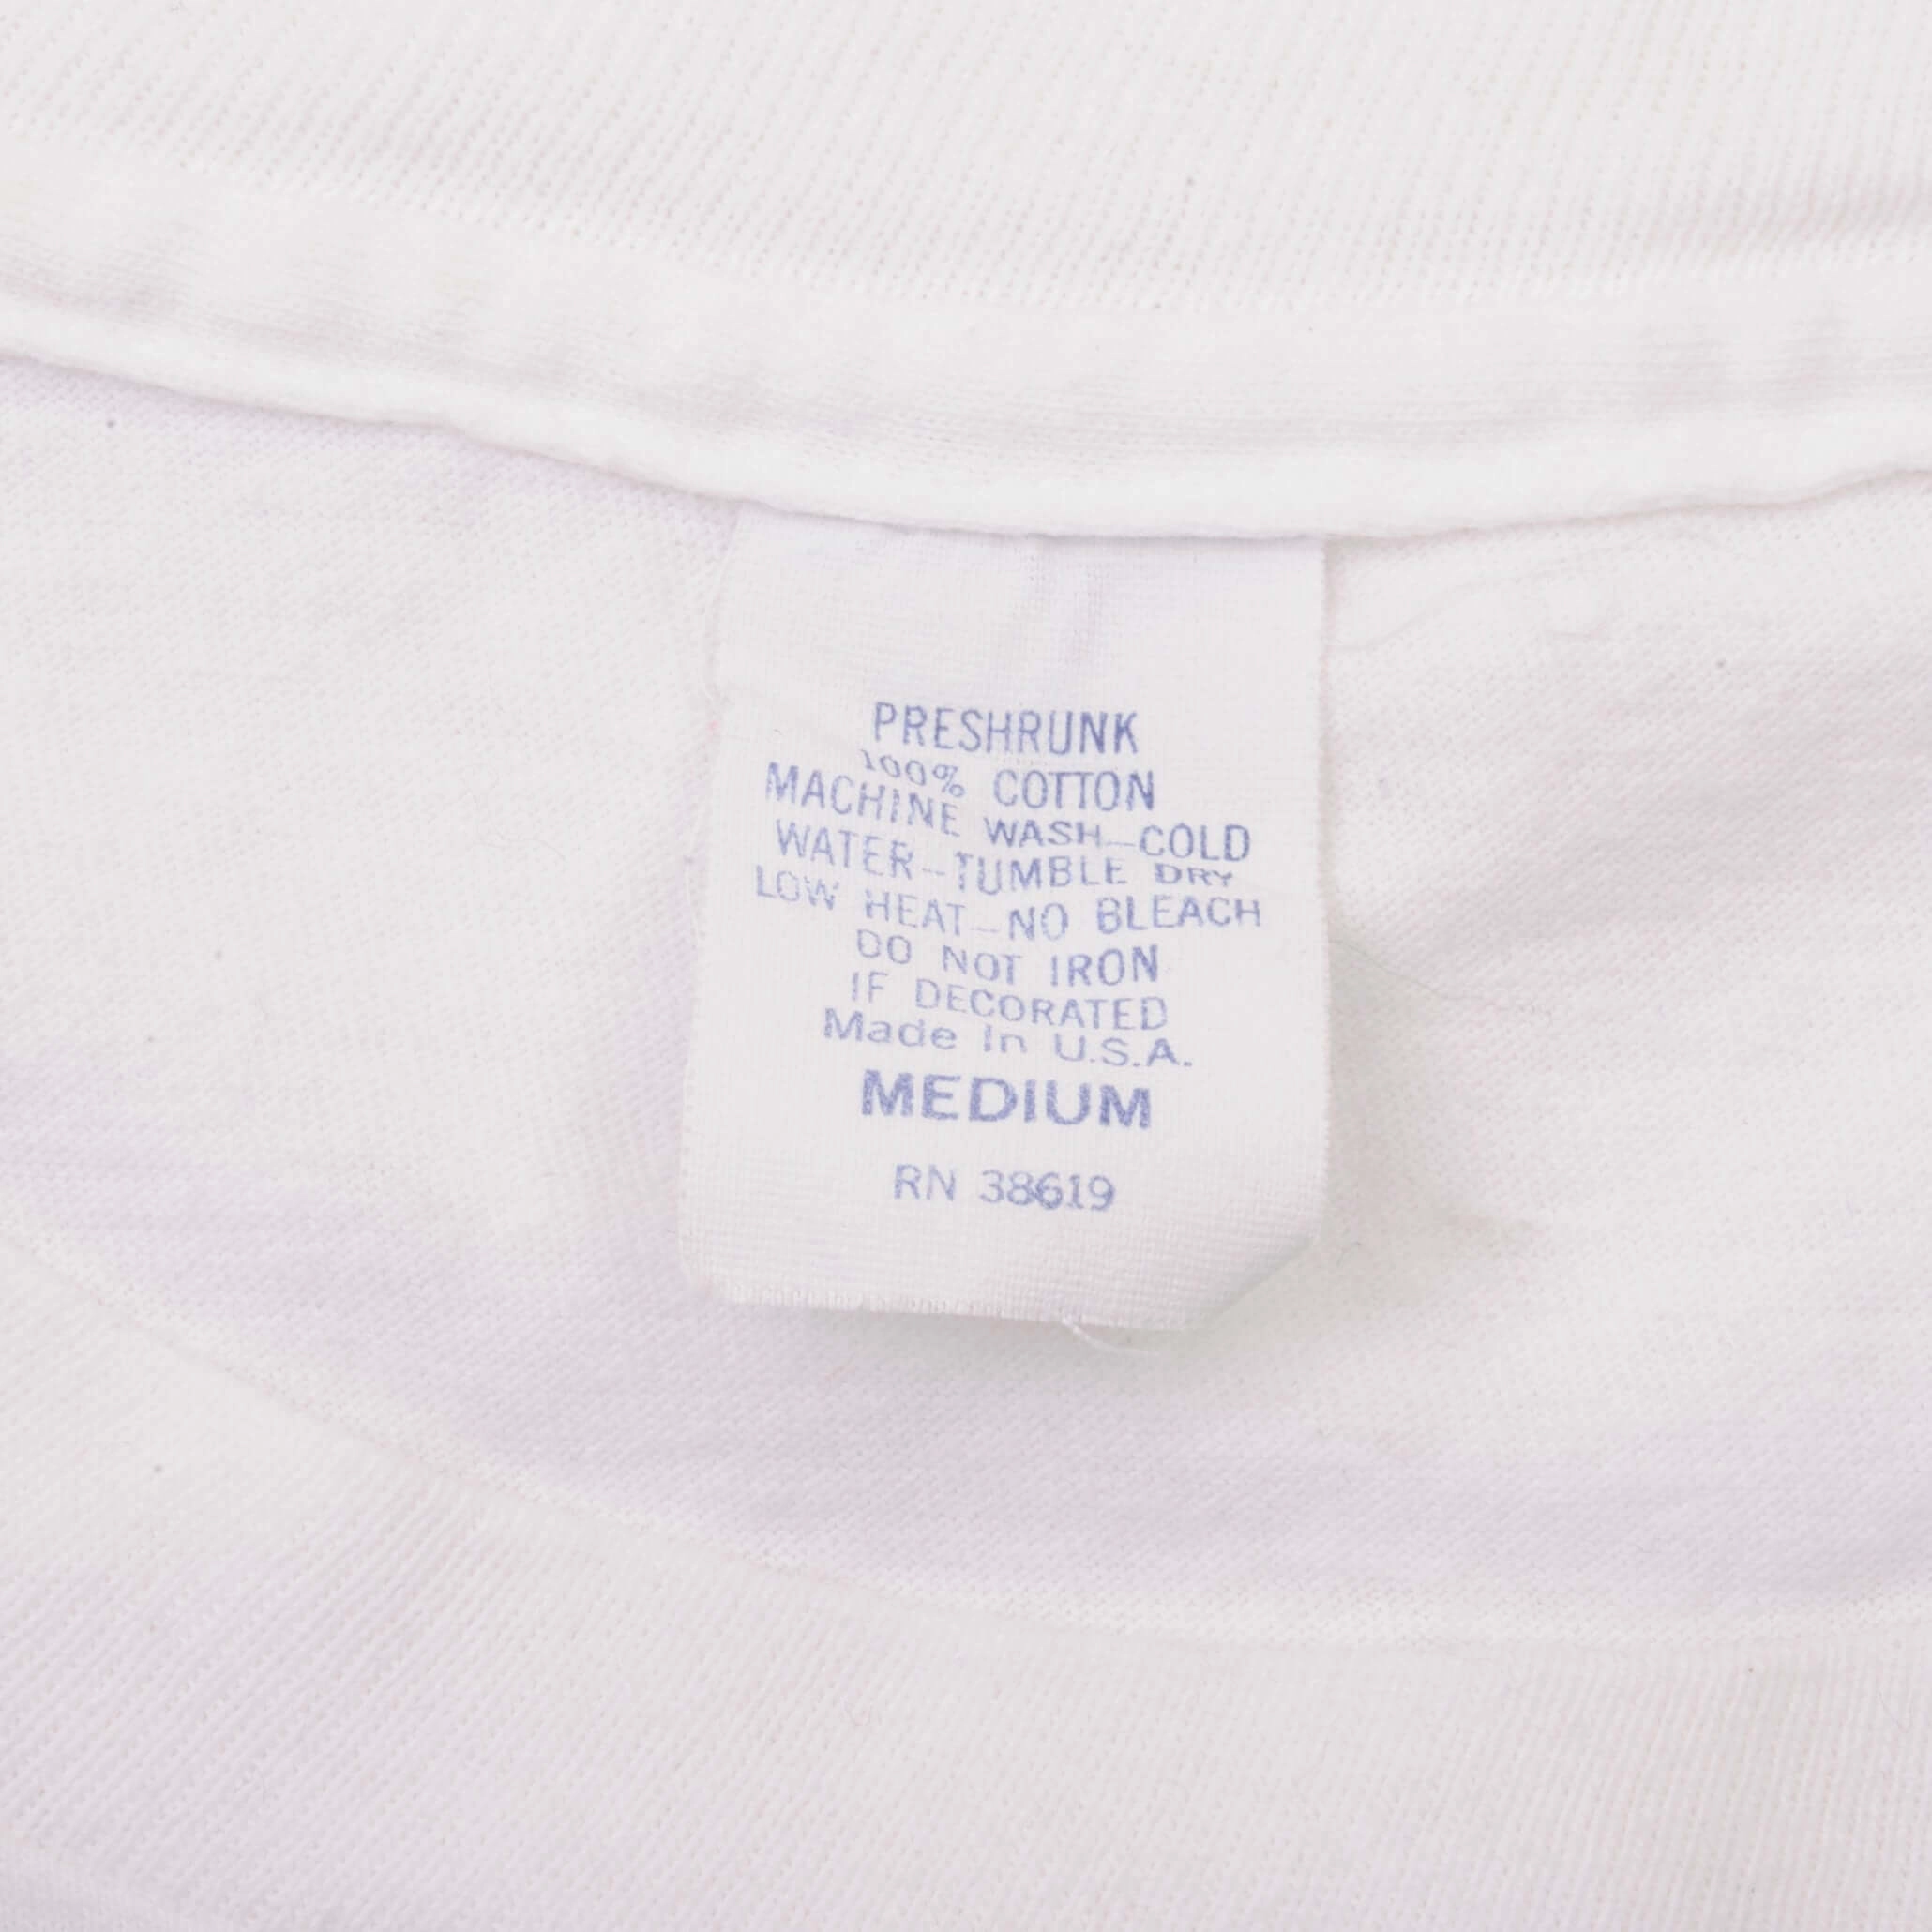 PRESHRUNK
100% COTTON
MACHINE WASH—COLD
WATER—TUMBLE DRY
LOW HEAT—NO BLEACH
DO NOT IRON
IF DECORATED
Made In U.S.A.
MEDIUM
RN 38619